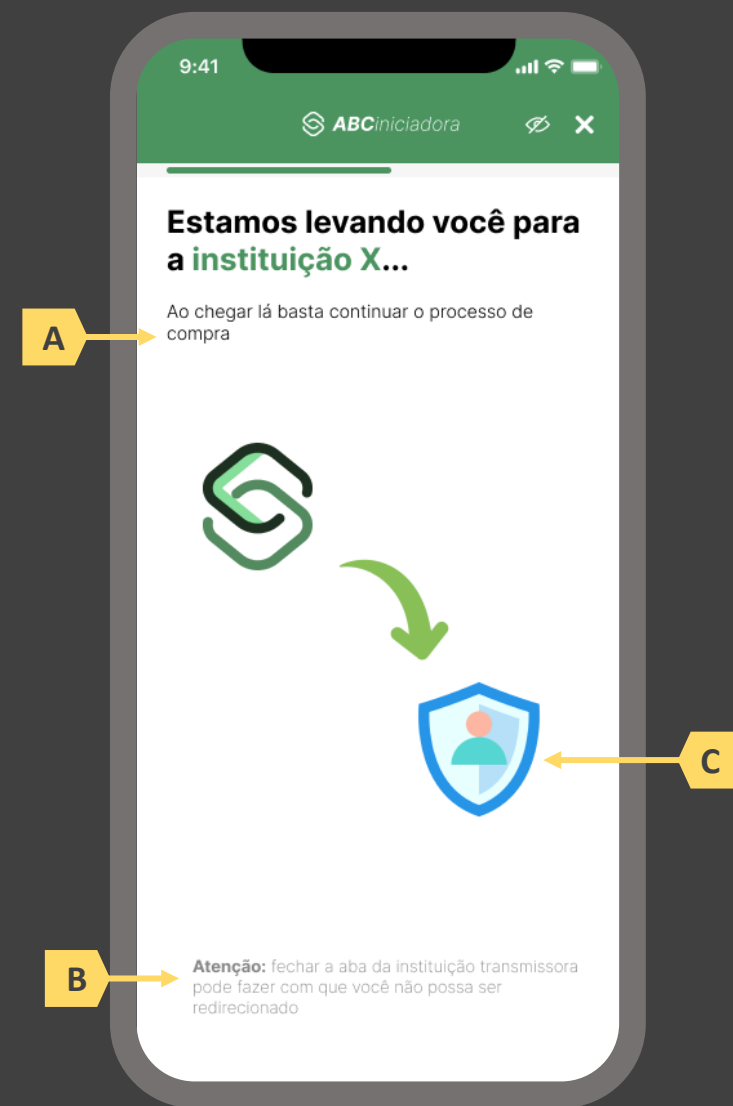 9:41
ABCiniciadora
Estamos levando você para
a instituição X...
Ao chegar lá basta continuar o processo de
compra
A
C
B
Atenção: fechar a aba da instituição transmissora
pode fazer com que você não possa ser
redirecionado